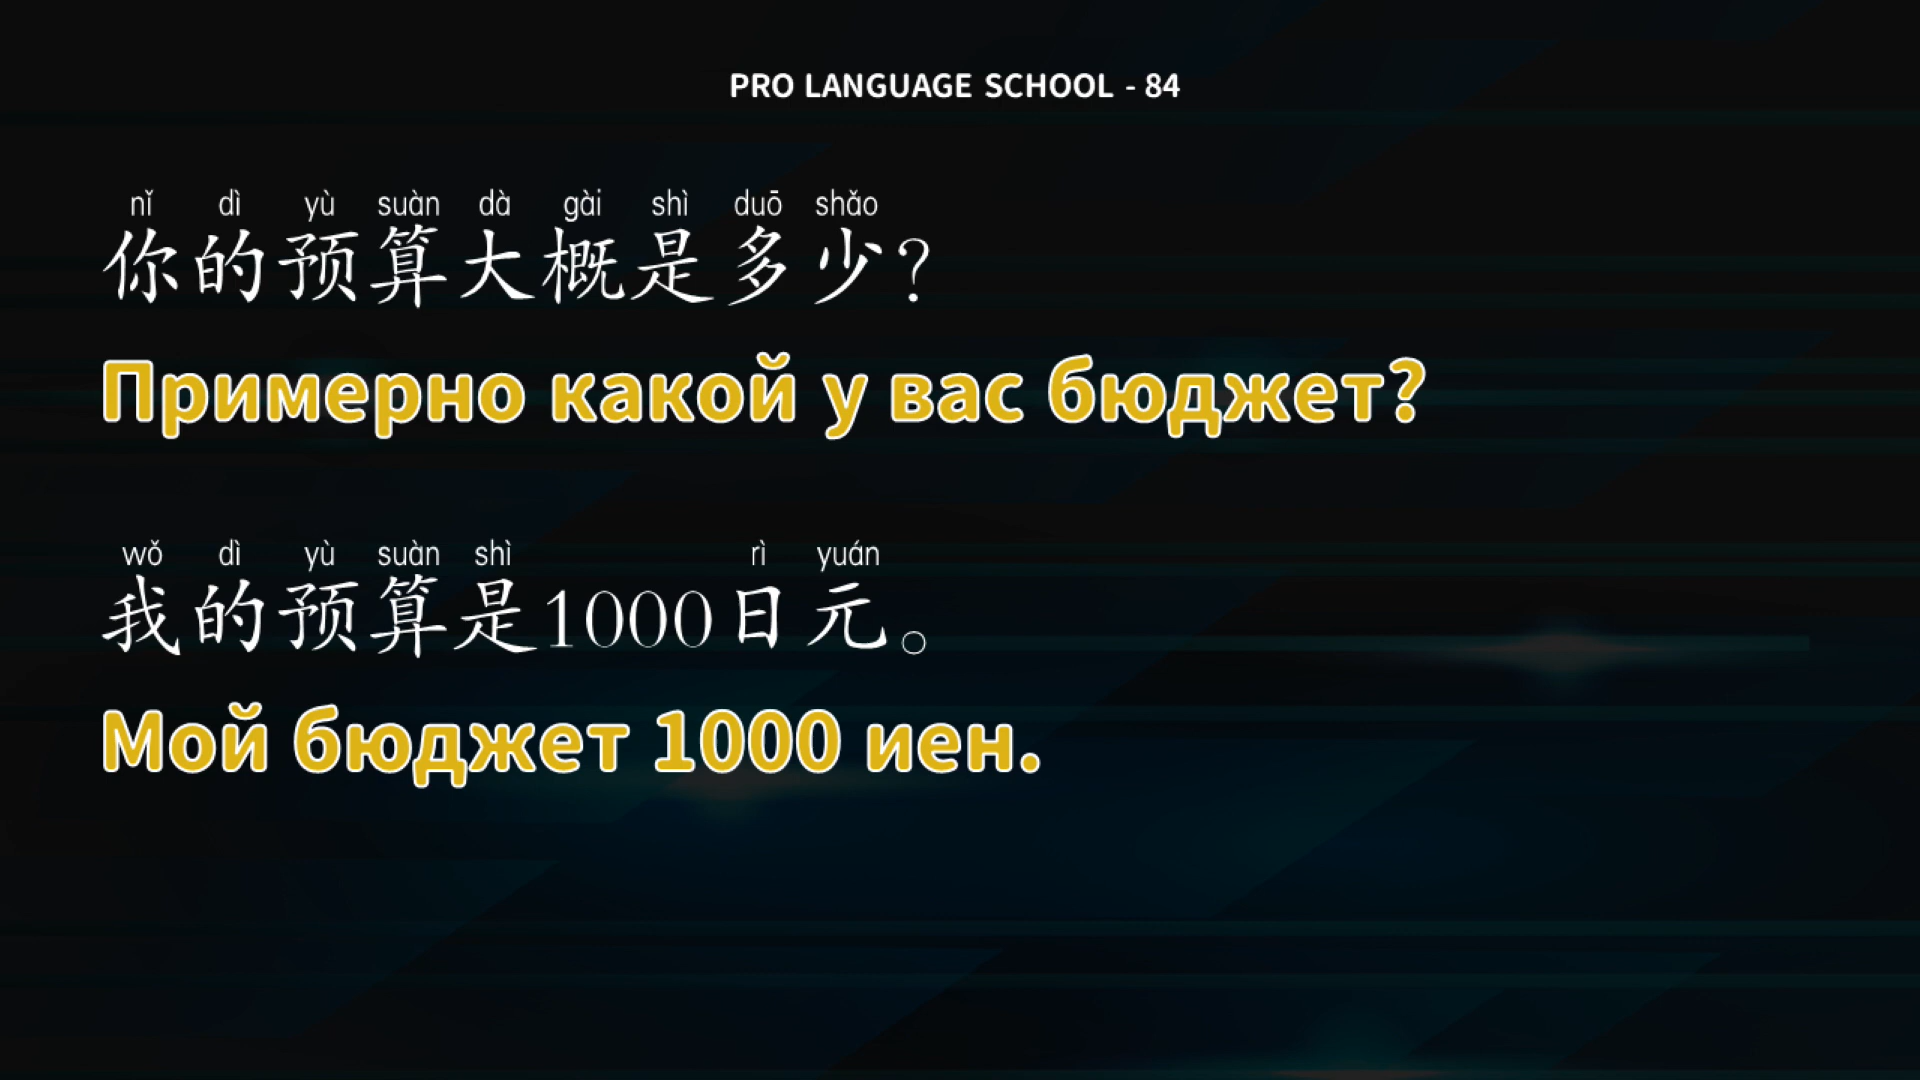 PRO LANGUAGE SCHOOL - 84
nǐ dì yù suàn dà gài shì duō shǎo
你的预算大概是多少？
Примерно какой у вас бюджет?
wǒ dì yù suàn shì rì yuán
我的预算是1000日元。
Мой бюджет 1000 иен.